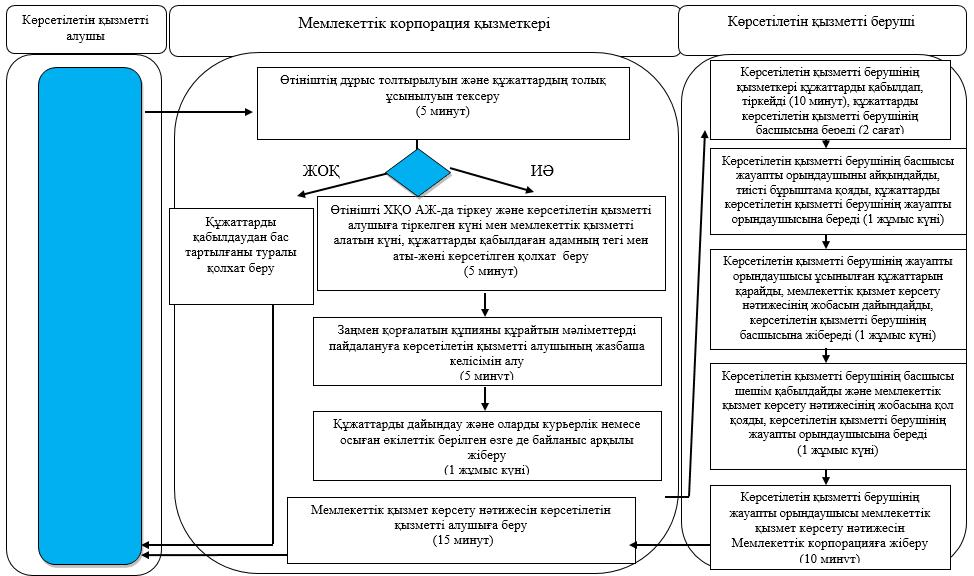 Көрсетілетін қызметті
алушы
Мемлекеттік корпорация қызметкері
Көрсетілетін қызметті беруші
Өтініштің дұрыс толтырылуын және құжаттардың толық
ұсынылуын тексеру
(5 минут)
ЖОҚ
ИӘ
Құжаттарды
қабылдаудан бас
тартылғаны туралы
қолхат беру
Өтінішті ХҚО АЖ-да тіркеу және көрсетілетін қызметті
алушыға тіркелген күні мен мемлекеттік қызметті
алатын күні, құжаттарды қабылдаған адамның тегі мен
аты-жөні көрсетілген қолхат беру
(5 минут)
Заңмен қорғалатын құпияны құрайтын мәліметтерді
пайдалануға көрсетілетін қызметті алушының жазбаша
келісімін алу
(5 минут)
Құжаттарды дайындау және оларды курьерлік немесе
осыған өкілеттік берілген өзге де байланыс арқылы
жіберу
(1 жұмыс күні)
Мемлекеттік қызмет көрсету нәтижесін көрсетілетін
қызметті алушыға беру
(15 минут)
Көрсетілетін қызметті берушінің
қызметкері құжаттарды қабылдап,
тіркейді (10 минут), құжаттарды
көрсетілетін қызметті берушінің
басшысына береді (2 сағат)
Көрсетілетін қызметті берушінің басшысы
жауапты орындаушыны айқындайды,
тиісті бұрыштама қояды, құжаттарды
көрсетілетін қызметті берушінің жауапты
орындаушысына береді (1 жұмыс күні)
Көрсетілетін қызметті берушінің жауапты
орындаушысы ұсынылған құжаттарын
қарайды, мемлекеттік қызмет көрсету
нәтижесінің жобасын дайындайды,
көрсетілетін қызметті берушінің
басшысына жібереді (1 жұмыс күні)
Көрсетілетін қызметті берушінің басшысы
шешім қабылдайды және мемлекеттік
қызмет көрсету нәтижесінің жобасына қол
қояды, көрсетілетін қызметті берушінің
жауапты орындаушысына береді
(1 жұмыс күні)
Көрсетілетін қызметті берушінің
жауапты орындаушысы мемлекеттік
қызмет көрсету нәтижесін
Мемлекеттік корпорацияға жіберу
(10 минут)